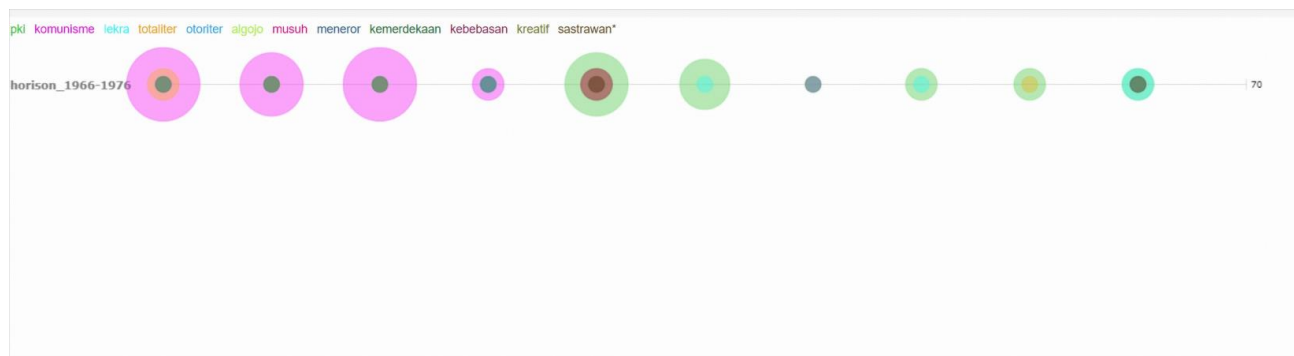 pki komunisme lekra totaliter otoriter algojo musuh meneror kemerdekaan kebebasan kreatif sastrawan*
horison_1966-1976 70